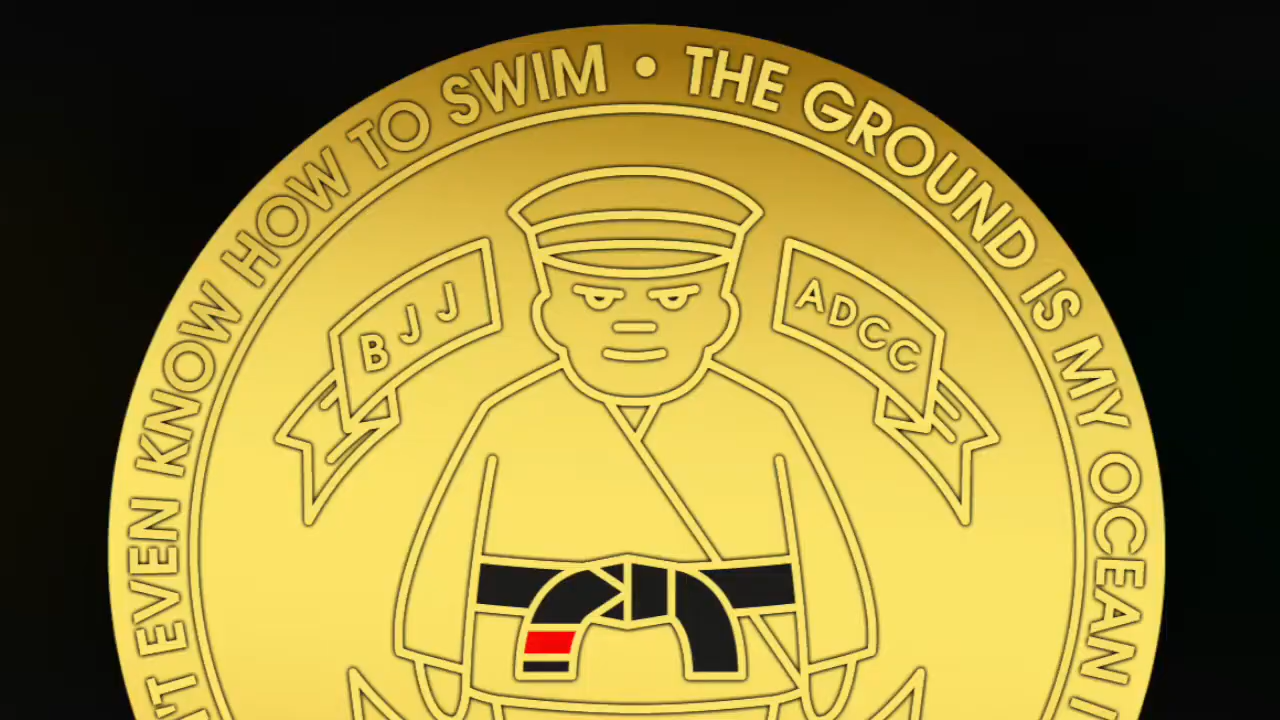 THE GROUND IS MY OCEAN
EVEN KNOW HOW TO SWIM •
BJJ
ADCC